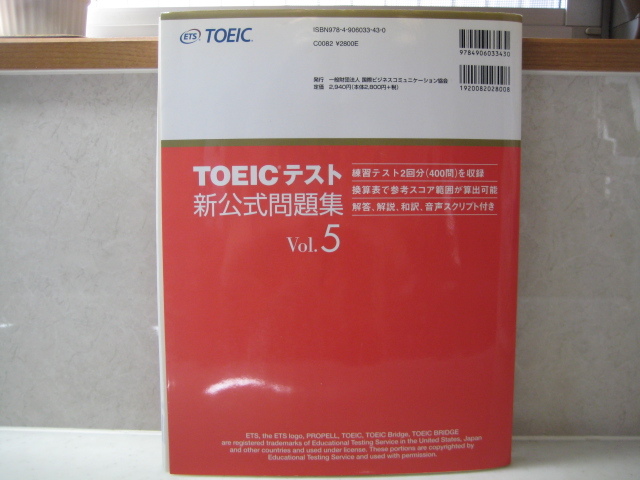 ETS TOEIC.
ISBN978-4-906033-43-0
C0082 ¥2800E
発行 一般財団法人 国際ビジネスコミュニケーション協会
定価 2,940円(本体2,800円+税)
9784906033430
1920082028008
TOEIC®テスト
新公式問題集
Vol. 5
練習テスト2回分(400問)を収録
換算表で参考スコア範囲が算出可能
解答、解説、和訳、音声スクリプト付き
ETS, the ETS logo, PROPELL, TOEIC, TOEIC Bridge, TOEIC BRIDGE
are registered trademarks of Educational Testing Service in the United States, Japan
and other countries and used under license. These portions are copyrighted by
Educational Testing Service and used with permission.